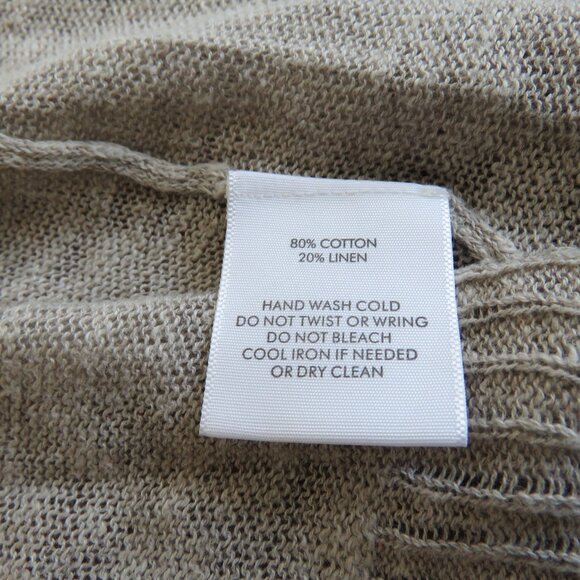 80% COTTON
20% LINEN
HAND WASH COLD
DO NOT TWIST OR WRING
DO NOT BLEACH
COOL IRON IF NEEDED
OR DRY CLEAN